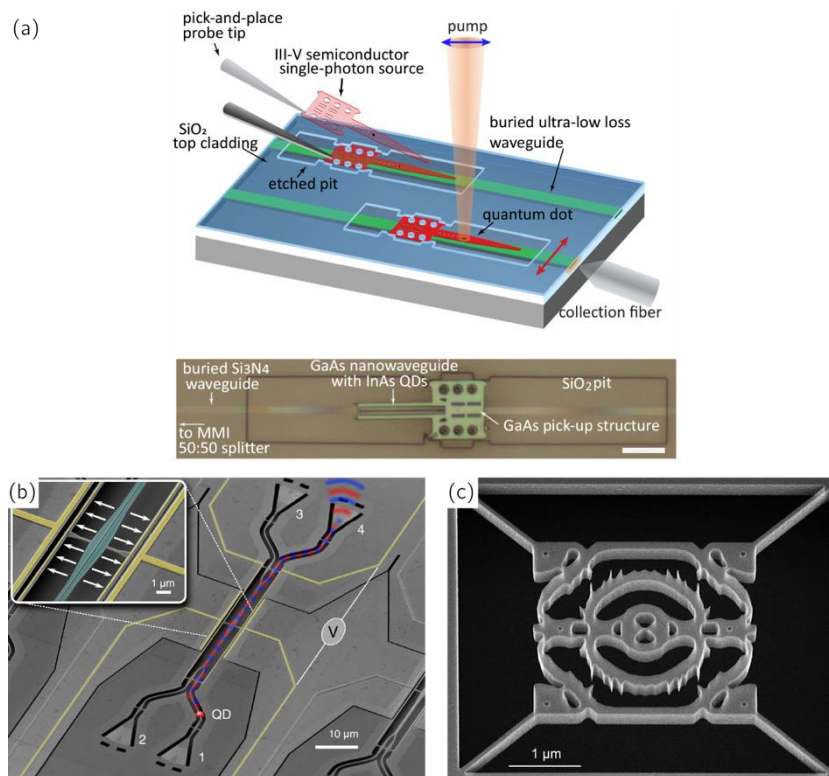 (a)
pick-and-place
probe tip
III-V semiconductor
single-photon source
pump
SiO₂
top cladding
buried ultra-low loss
waveguide
etched pit
quantum dot
collection fiber
buried Si3N4
waveguide
GaAs nanowaveguide
with InAs QDs
SiO₂ pit
to MMI
50:50 splitter
GaAs pick-up structure
(b)
1 µm
3
4
V
QD
2
1
10 µm
(c)
1 µm